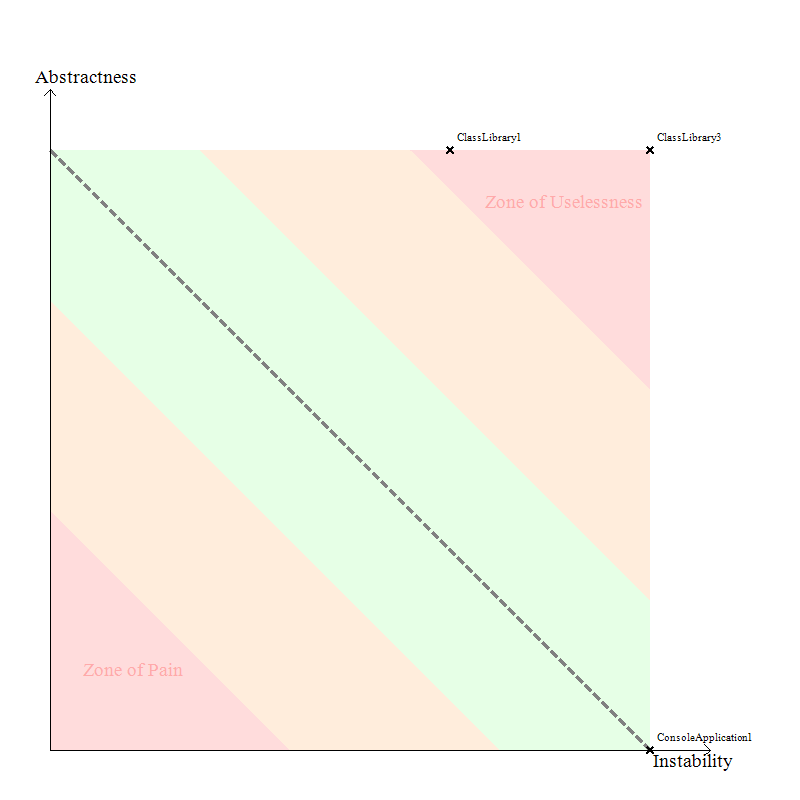 Abstractness
ClassLibrary1
ClassLibrary3
Zone of Uselessness
Zone of Pain
ConsoleApplication1
Instability